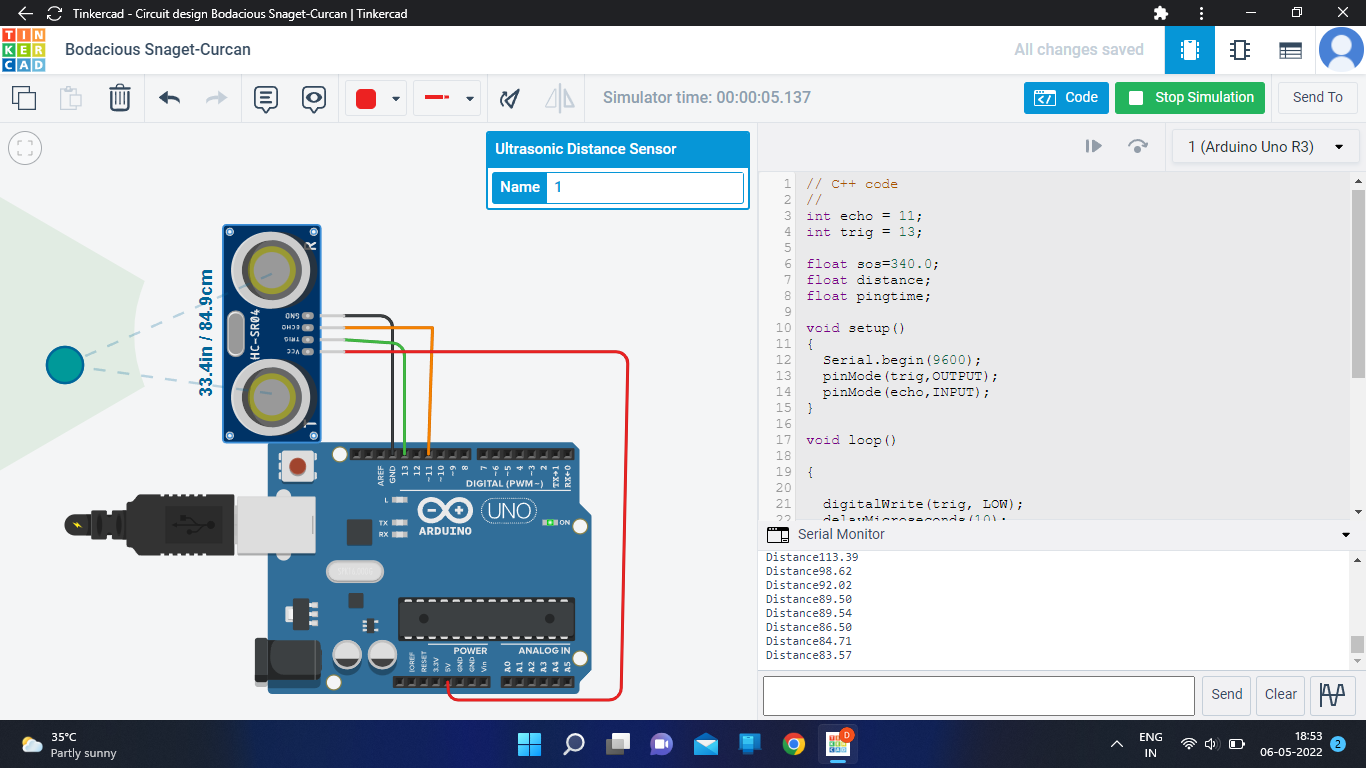 Tinkercad - Circuit design Bodacious Snaget-Curcan | Tinkercad
TIN
KER
CAD
Bodacious Snaget-Curcan
All changes saved
Simulator time: 00:00:05.137
Code
Stop Simulation
Send To
Ultrasonic Distance Sensor
Name 1
1 (Arduino Uno R3)
33.4in / 84.9cm
HC-SR04
GND
ECHO
TRIG
VCC
R
T
AREF
GND
13
12
~11
~10
~9
8
7
~6
~5
4
~3
2
TX→1
RX←0
DIGITAL (PWM~)
L
TX
RX
ARDUINO
UNO
ON
POWER
ANALOG IN
IOREF
RESET
3.3V
5V
GND
GND
Vin
A0
A1
A2
A3
A4
A5
1 // C++ code
2 //
3 int echo = 11;
4 int trig = 13;
5
6 float sos=340.0;
7 float distance;
8 float pingtime;
9
10 void setup()
11 {
12 Serial.begin(9600);
13 pinMode(trig,OUTPUT);
14 pinMode(echo,INPUT);
15 }
16
17 void loop()
18
19 {
20
21 digitalWrite(trig, LOW);
22 delayMicroseconds(10);
Serial Monitor
Distance113.39
Distance98.62
Distance92.02
Distance89.50
Distance89.54
Distance86.50
Distance84.71
Distance83.57
Send
Clear
35°C
Partly sunny
D
ENG
IN
18:53
06-05-2022
2